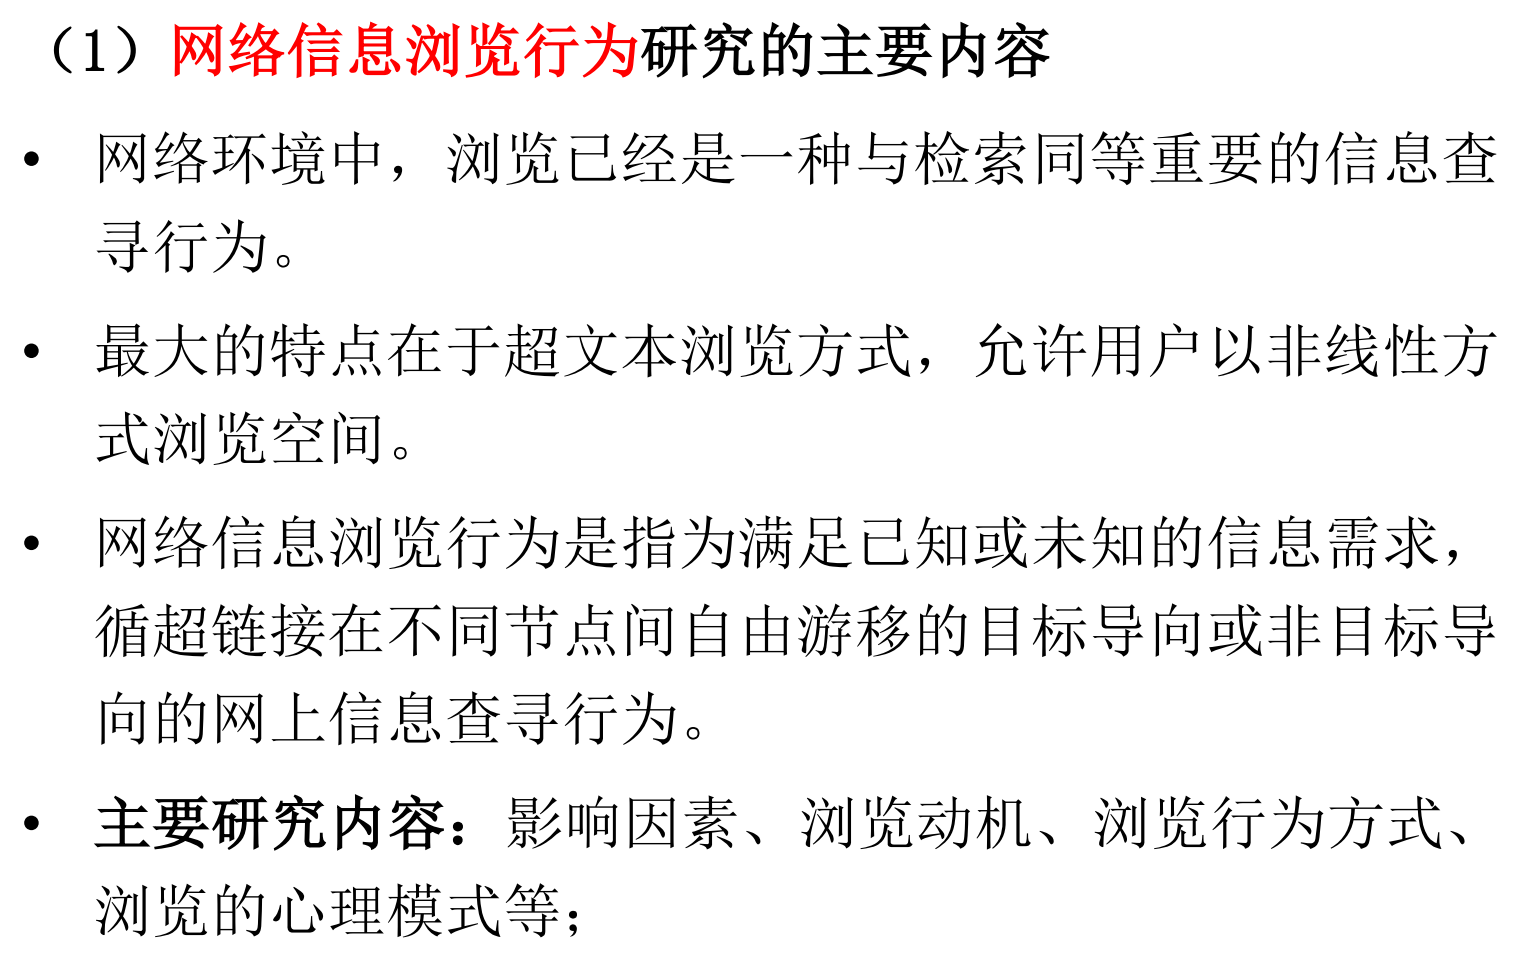 （1）网络信息浏览行为研究的主要内容
• 网络环境中，浏览已经是一种与检索同等重要的信息查
寻行为。
• 最大的特点在于超文本浏览方式，允许用户以非线性方
式浏览空间。
• 网络信息浏览行为是指为满足已知或未知的信息需求，
循超链接在不同节点间自由游移的目标导向或非目标导
向的网上信息查寻行为。
• 主要研究内容：影响因素、浏览动机、浏览行为方式、
浏览的心理模式等；